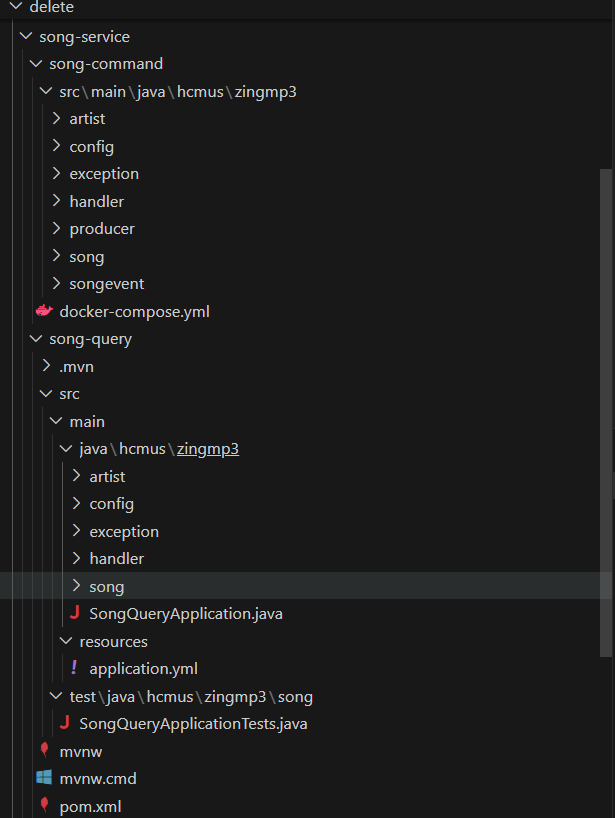 delete
song-service
song-command
src\main\java\hcmus\zingmp3
artist
config
exception
handler
producer
song
songevent
docker-compose.yml
song-query
.mvn
src
main
java\hcmus\zingmp3
artist
config
exception
handler
song
SongQueryApplication.java
resources
application.yml
test\java\hcmus\zingmp3\song
SongQueryApplicationTests.java
mvnw
mvnw.cmd
pom.xml